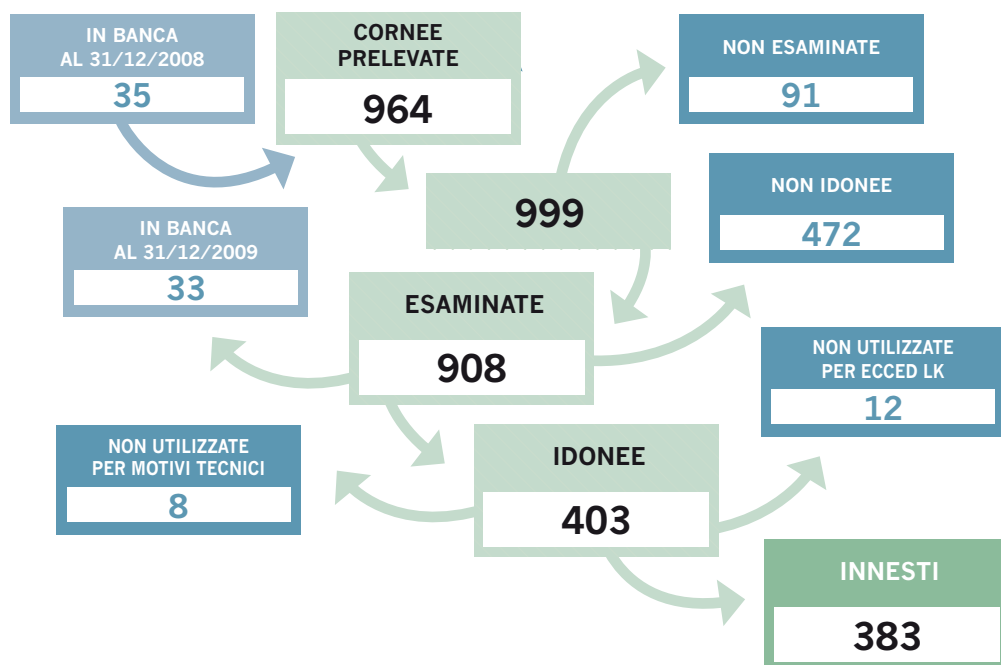 IN BANCA
AL 31/12/2008
35
CORNEE
PRELEVATE
964
NON ESAMINATE
91
999
NON IDONEE
472
IN BANCA
AL 31/12/2009
33
ESAMINATE
908
NON UTILIZZATE
PER ECCED LK
12
NON UTILIZZATE
PER MOTIVI TECNICI
8
IDONEE
403
INNESTI
383